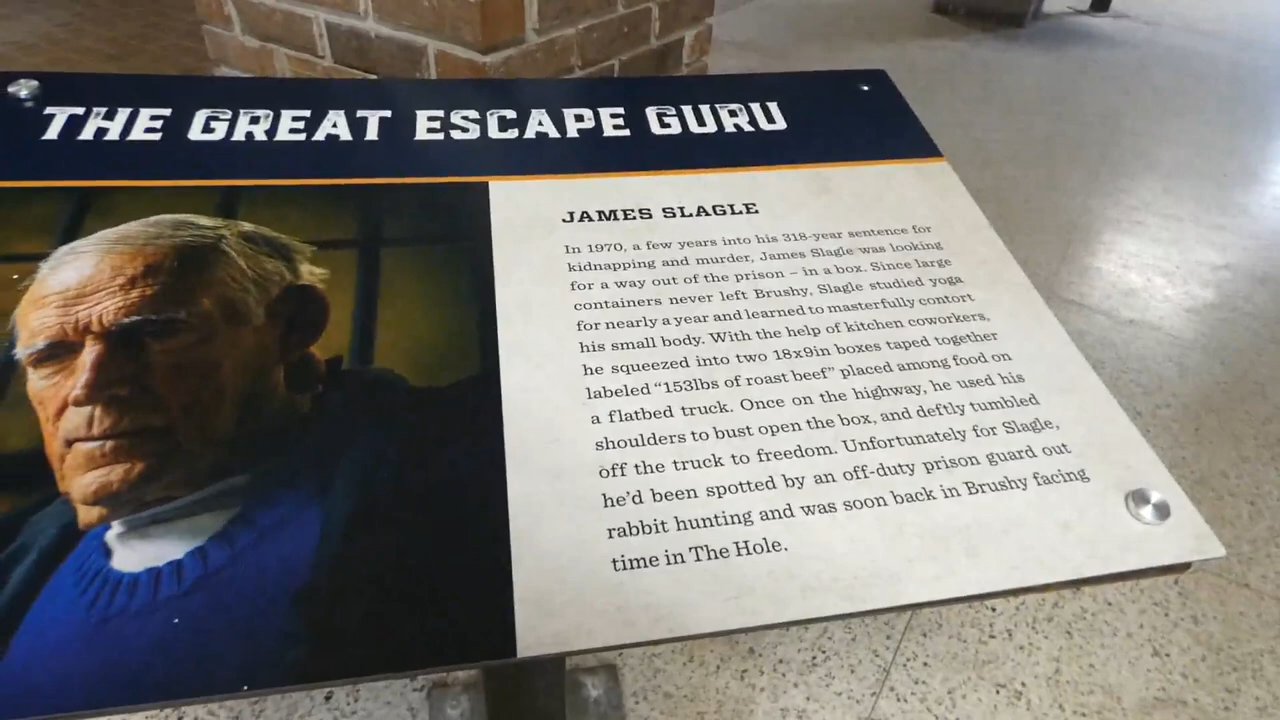 THE GREAT ESCAPE GURU
JAMES SLAGLE
In 1970, a few years into his 318-year sentence for
kidnapping and murder, James Slagle was looking
for a way out of the prison – in a box. Since large
containers never left Brushy, Slagle studied yoga
for nearly a year and learned to masterfully contort
his small body. With the help of kitchen coworkers,
he squeezed into two 18x9in boxes taped together
labeled “153lbs of roast beef” placed among food on
a flatbed truck. Once on the highway, he used his
shoulders to bust open the box, and deftly tumbled
off the truck to freedom. Unfortunately for Slagle,
he’d been spotted by an off-duty prison guard out
rabbit hunting and was soon back in Brushy facing
time in The Hole.